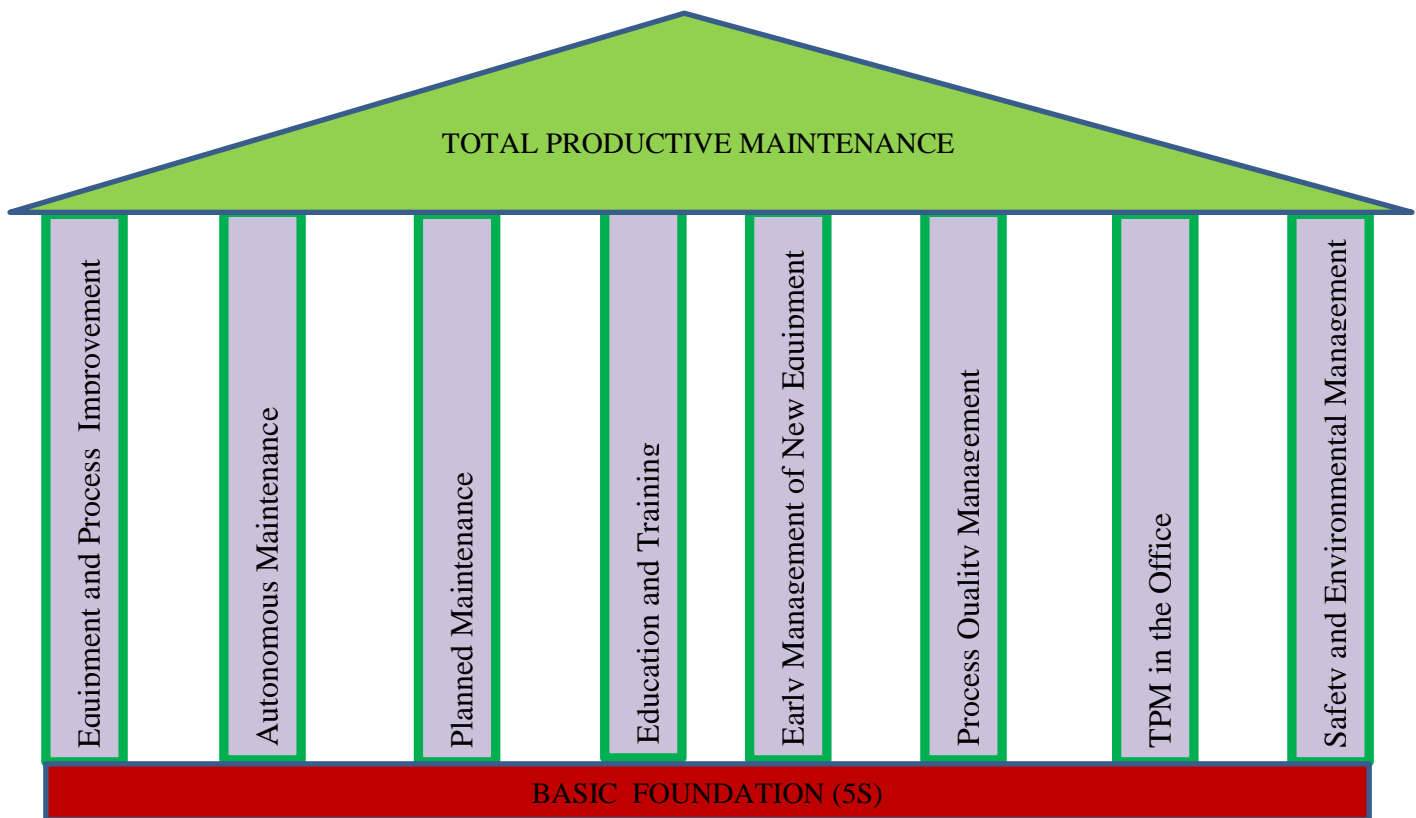 TOTAL PRODUCTIVE MAINTENANCE
Equipment and Process Improvement
Autonomous Maintenance
Planned Maintenance
Education and Training
Early Management of New Equipment
Process Quality Management
TPM in the Office
Safety and Environmental Management
BASIC FOUNDATION (5S)